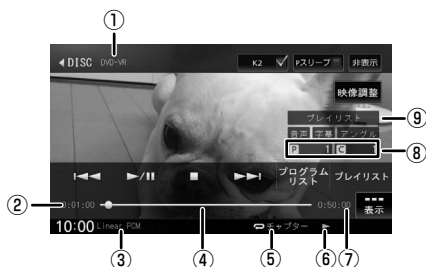 ①
◀ DISC DVD-VR K2 Pスリープ 非表示
映像調整
プレイリスト ⑨
音声 字幕 アングル
P 1 C 1 ⑧
プログラムリスト プレイリスト
② 0:01:00 0:50:00 表示
10:00 Linear PCM チャプター
③ ④ ⑤ ⑥ ⑦